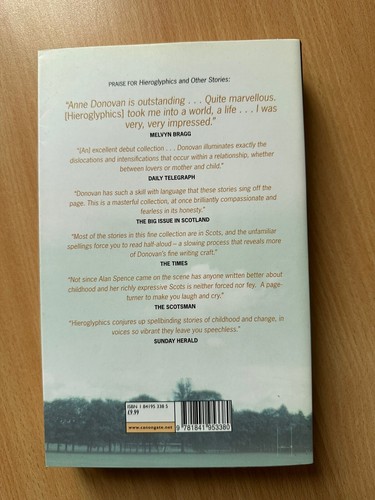 PRAISE FOR Hieroglyphics and Other Stories:
“Anne Donovan is outstanding . . . Quite marvellous.
[Hieroglyphics] took me into a world, a life . . . I was
very, very impressed.”
MELVYN BRAGG
“[An] excellent debut collection . . . Donovan illuminates exactly the
dislocations and intensifications that occur within a relationship, whether
between lovers or mother and child.”
DAILY TELEGRAPH
“Donovan has such a skill with language that these stories sing off the
page. This is a masterful collection, at once brilliantly compassionate and
fearless in its honesty.”
THE BIG ISSUE IN SCOTLAND
“Most of the stories in this fine collection are in Scots, and the unfamiliar
spellings force you to read half-aloud – a slowing process that reveals more
of Donovan's fine writing craft.”
THE TIMES
“Not since Alan Spence came on the scene has anyone written better about
childhood and her richly expressive Scots is neither forced nor fey. A page-
turner to make you laugh and cry.”
THE SCOTSMAN
“Hieroglyphics conjures up spellbinding stories of childhood and change, in
voices so vibrant they leave you speechless.”
SUNDAY HERALD
ISBN 1 84195 338 5
£9.99
www.canongate.net
9 781841 953380